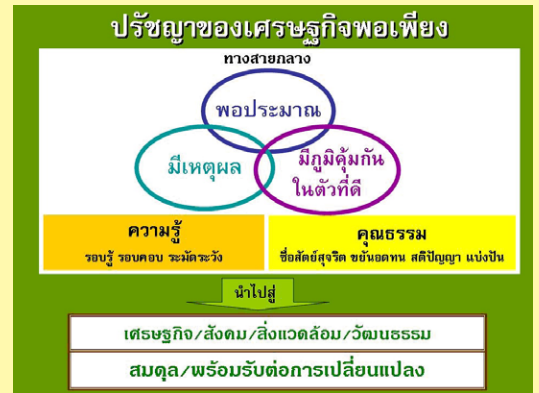 ปรัชญาของเศรษฐกิจพอเพียง
ทางสายกลาง
พอประมาณ
มีเหตุผล
มีภูมิคุ้มกัน
ในตัวที่ดี
ความรู้
รอบรู้ รอบคอบ ระมัดระวัง
คุณธรรม
ซื่อสัตย์สุจริต ขยันอดทน สติปัญญา แบ่งปัน
นำไปสู่
เศรษฐกิจ/สังคม/สิ่งแวดล้อม/วัฒนธรรม
สมดุล/พร้อมรับต่อการเปลี่ยนแปลง